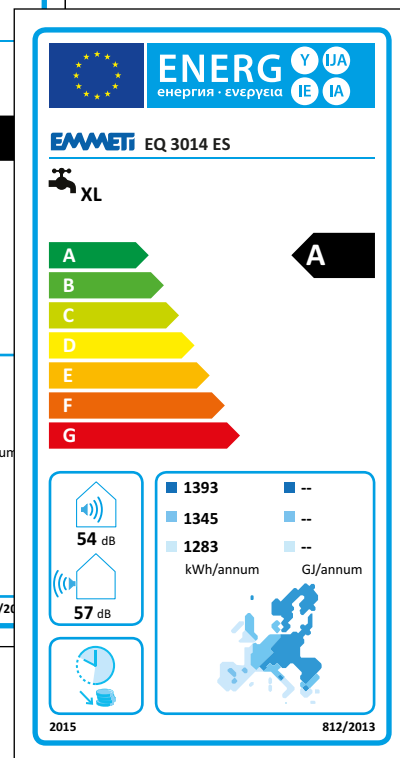 ENERG Y IJA
енергия · ενεργεια IE IA
EMMETI EQ 3014 ES
XL
A A
B
C
D
E
F
G
1393 --
54 dB 1345 --
1283 --
kWh/annum GJ/annum
57 dB
2015 812/2013